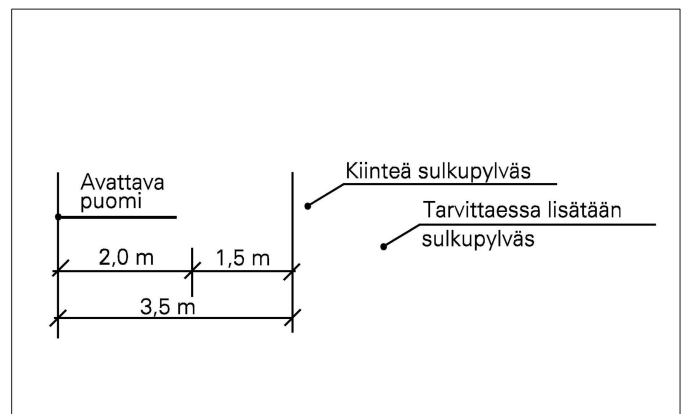 Avattava
puomi
Kiinteä sulkupylväs
Tarvittaessa lisätään
sulkupylväs
2,0 m
1,5 m
3,5 m